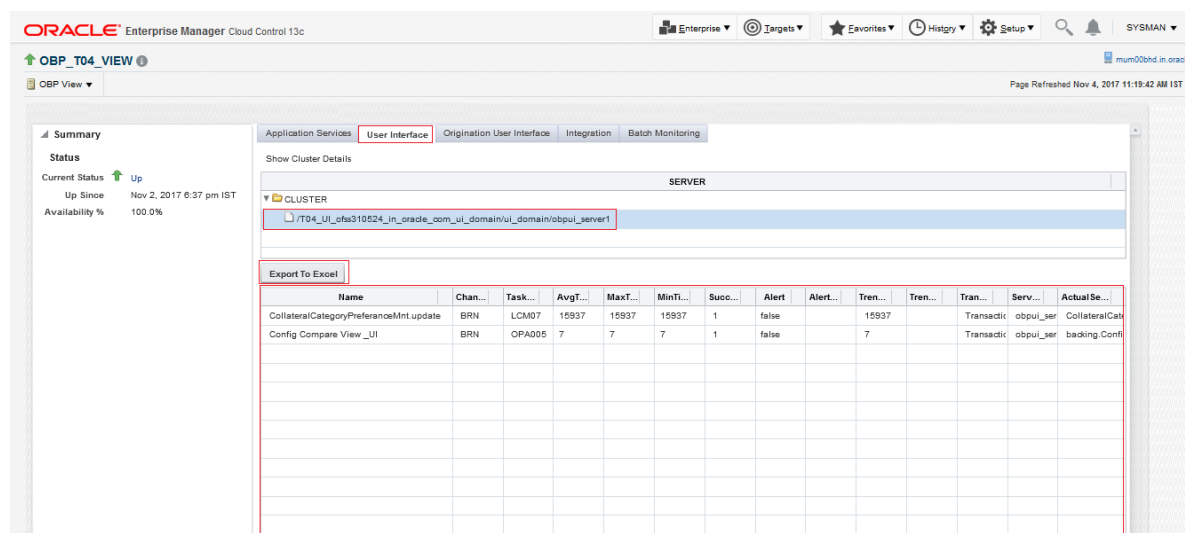 ORACLE Enterprise Manager Cloud Control 13c
Enterprise Targets Favorites History Setup SYSMAN
OBP_T04_VIEW
mum00bhd.in.orac
OBP View
Page Refreshed Nov 4, 2017 11:19:42 AM IST
Summary
Status
Current Status Up
Up Since Nov 2, 2017 6:37 pm IST
Availability % 100.0%
Application Services User Interface Origination User Interface Integration Batch Monitoring
Show Cluster Details
SERVER
CLUSTER
/T04_UI_ofss310524_in_oracle_com_ui_domain/ui_domain/obpui_server1
Export To Excel
Name Chan... Task... AvgT... MaxT... MinTi... Succ... Alert Alert... Tren... Tren... Tran... Serv... ActualSe...
CollateralCategoryPreferanceMnt.update BRN LCM07 15937 15937 15937 1 false 15937 Transactic obpui_ser CollateralCate
Config Compare View _UI BRN OPA005 7 7 7 1 false 7 Transactic obpui_ser backing.Confi